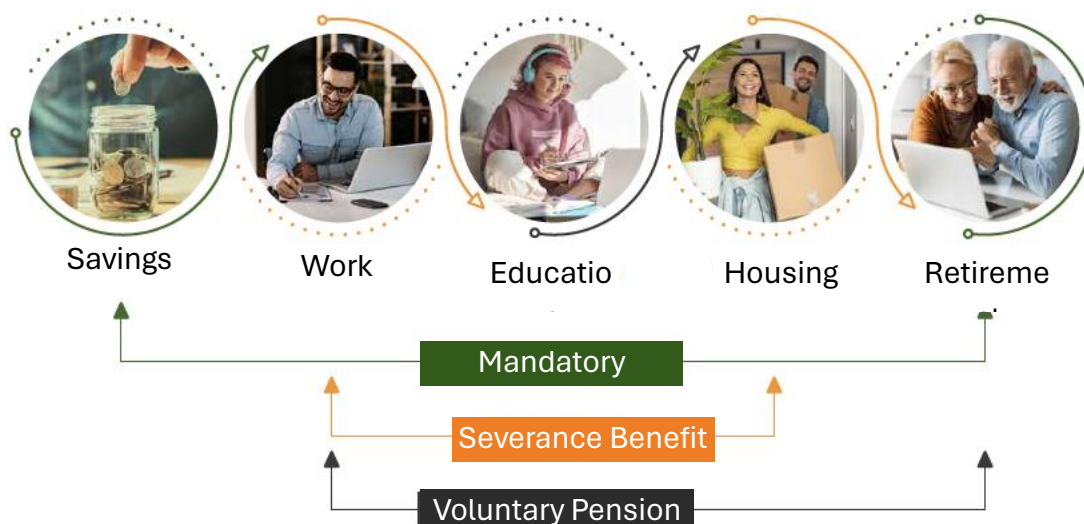 Savings
Work
Educatio
Housing
Retireme
Mandatory
Severance Benefit
Voluntary Pension